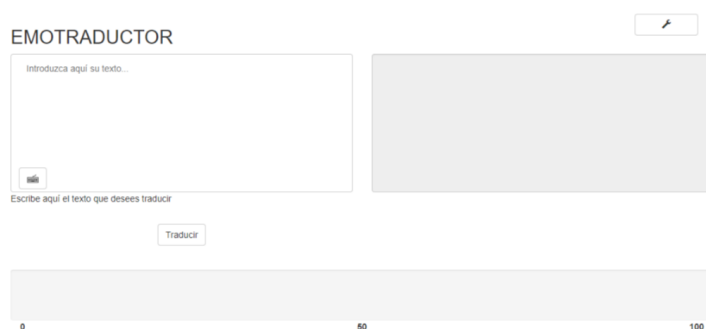 EMOTRADUCTOR
Introduzca aquí su texto...
Escribe aquí el texto que desees traducir
Traducir
0 50 100